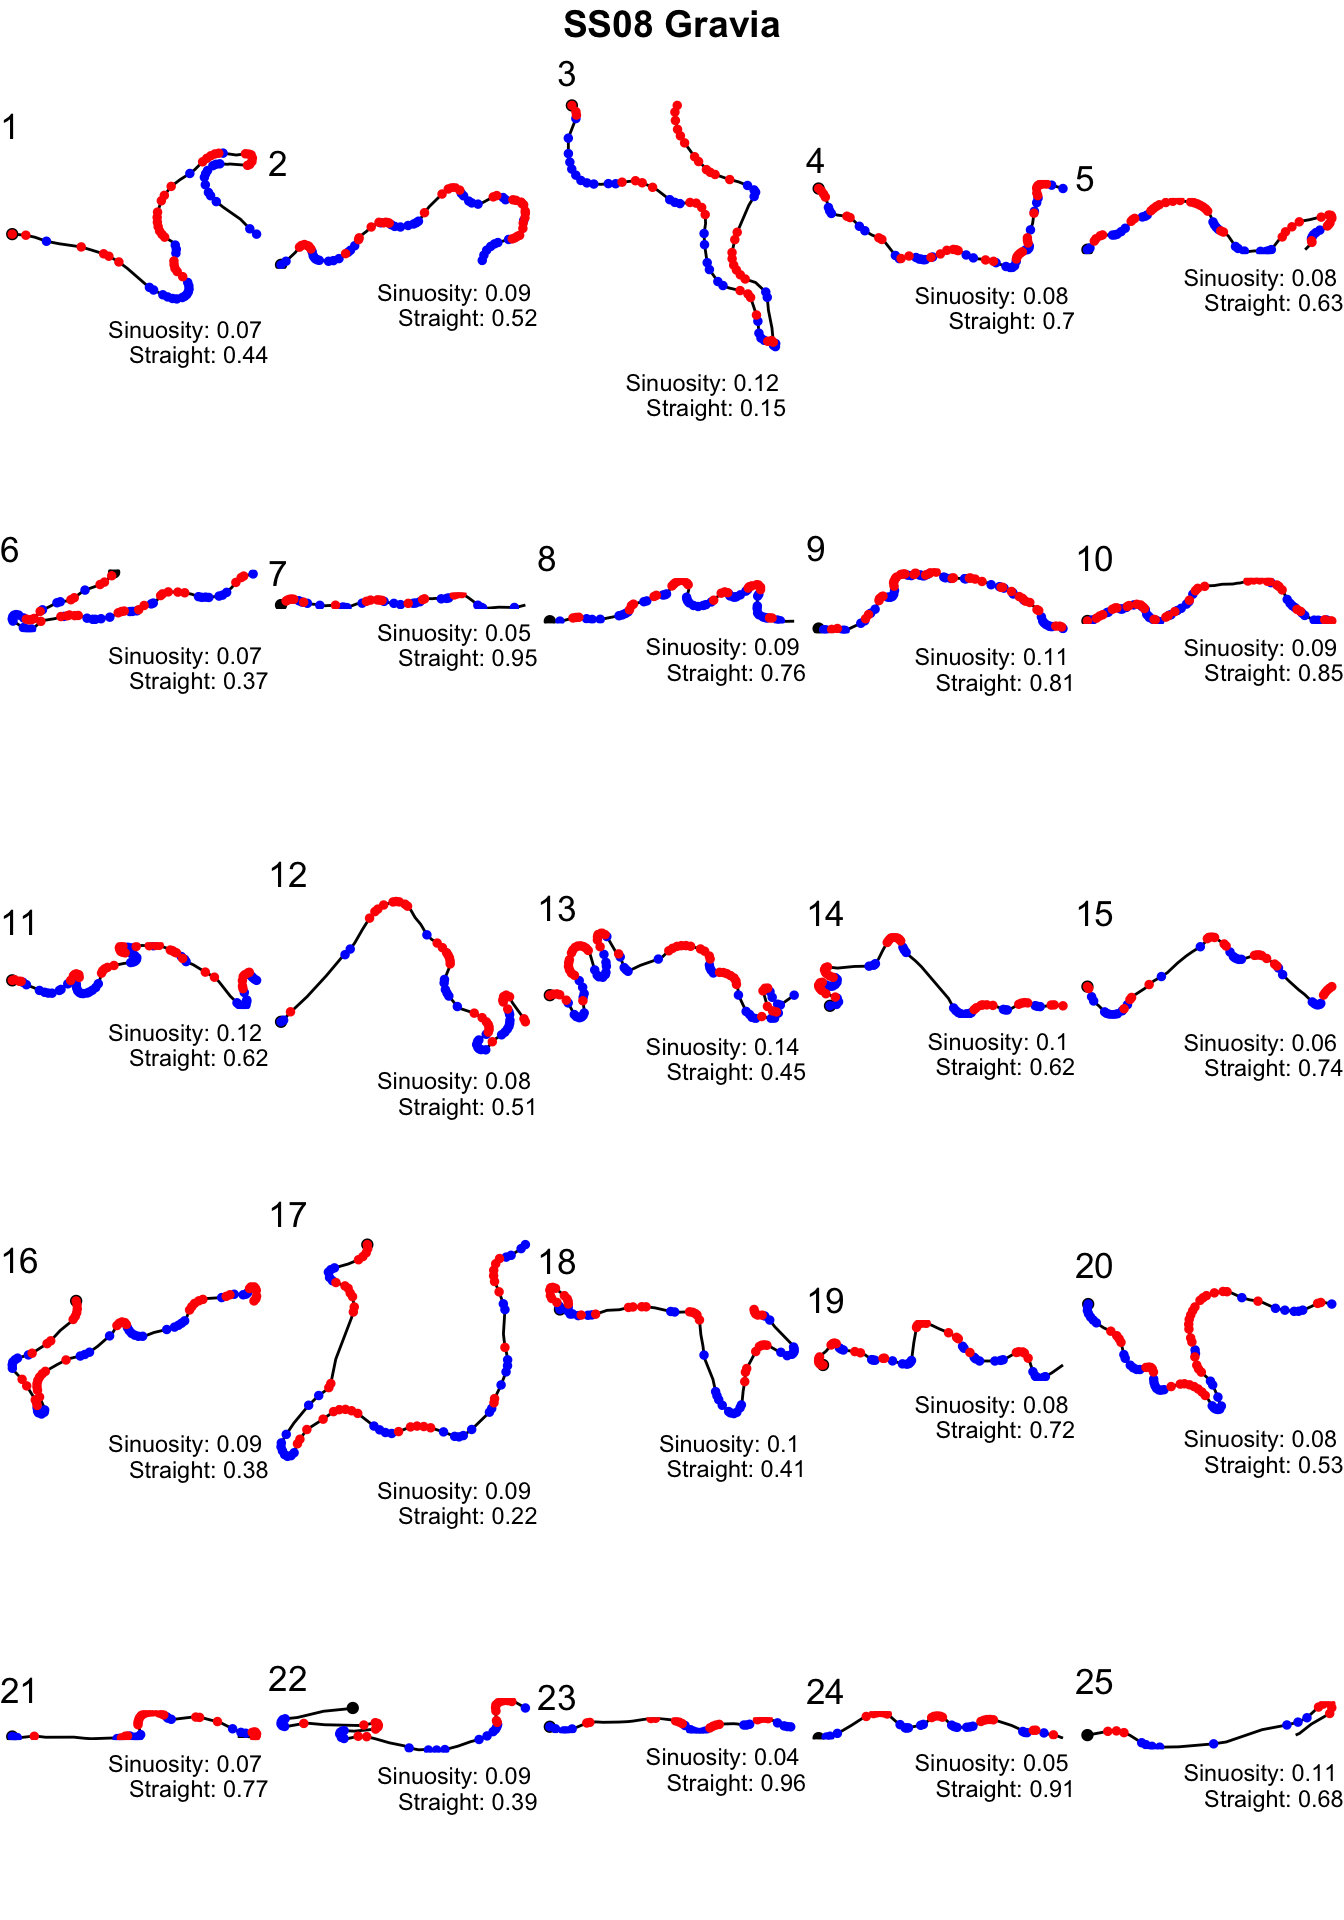 SS08 Gravia
1
Sinuosity: 0.07
Straight: 0.44
2
Sinuosity: 0.09
Straight: 0.52
3
Sinuosity: 0.12
Straight: 0.15
4
Sinuosity: 0.08
Straight: 0.7
5
Sinuosity: 0.08
Straight: 0.63
6
Sinuosity: 0.07
Straight: 0.37
7
Sinuosity: 0.05
Straight: 0.95
8
Sinuosity: 0.09
Straight: 0.76
9
Sinuosity: 0.11
Straight: 0.81
10
Sinuosity: 0.09
Straight: 0.85
11
Sinuosity: 0.12
Straight: 0.62
12
Sinuosity: 0.08
Straight: 0.51
13
Sinuosity: 0.14
Straight: 0.45
14
Sinuosity: 0.1
Straight: 0.62
15
Sinuosity: 0.06
Straight: 0.74
16
Sinuosity: 0.09
Straight: 0.38
17
Sinuosity: 0.09
Straight: 0.22
18
Sinuosity: 0.1
Straight: 0.41
19
Sinuosity: 0.08
Straight: 0.72
20
Sinuosity: 0.08
Straight: 0.53
21
Sinuosity: 0.07
Straight: 0.77
22
Sinuosity: 0.09
Straight: 0.39
23
Sinuosity: 0.04
Straight: 0.96
24
Sinuosity: 0.05
Straight: 0.91
25
Sinuosity: 0.11
Straight: 0.68